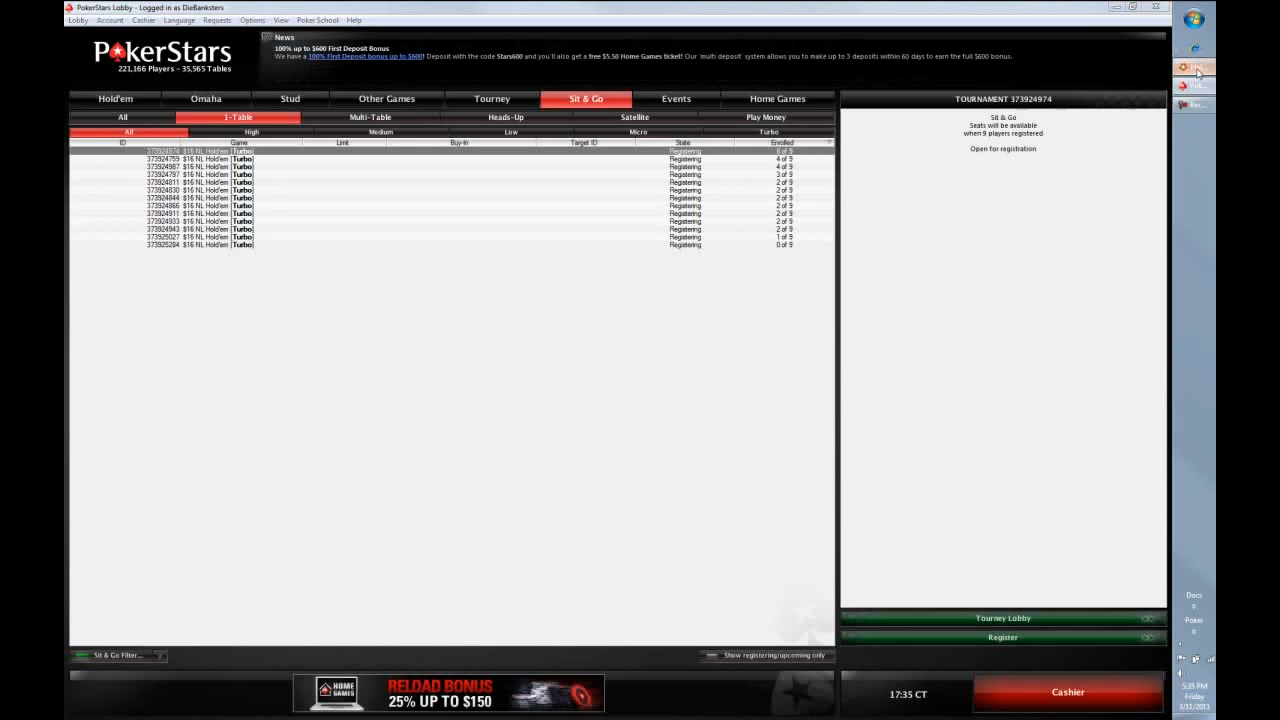 PokerStars Lobby - Logged in as DieBanksters
Lobby Account Cashier Language Requests Options View Poker School Help
PokerStars
221,166 Players - 35,565 Tables
News
100% up to $600 First Deposit Bonus
We have a 100% First Deposit bonus up to $600! Deposit with the code Stars600 and you'll also get a free $5.50 Home Games ticket! Our 'multi deposit' system allows you to make up to 3 deposits within 60 days to earn the full $600 bonus.
Hold'em Omaha Stud Other Games Tourney Sit & Go Events Home Games
All 1-Table Multi-Table Heads-Up Satellite Play Money
All High Medium Low Micro Turbo
ID Game Limit Buy-In Target ID State Enrolled
373924974 $16 NL Hold'em [Turbo] Registering 8 of 9
373924759 $16 NL Hold'em [Turbo] Registering 4 of 9
373924987 $16 NL Hold'em [Turbo] Registering 4 of 9
373924797 $16 NL Hold'em [Turbo] Registering 3 of 9
373924811 $16 NL Hold'em [Turbo] Registering 2 of 9
373924830 $16 NL Hold'em [Turbo] Registering 2 of 9
373924844 $16 NL Hold'em [Turbo] Registering 2 of 9
373924866 $16 NL Hold'em [Turbo] Registering 2 of 9
373924911 $16 NL Hold'em [Turbo] Registering 2 of 9
373924933 $16 NL Hold'em [Turbo] Registering 2 of 9
373924943 $16 NL Hold'em [Turbo] Registering 2 of 9
373925027 $16 NL Hold'em [Turbo] Registering 1 of 9
373925284 $16 NL Hold'em [Turbo] Registering 0 of 9
TOURNAMENT 373924974
Sit & Go
Seats will be available
when 9 players registered
Open for registration
Tourney Lobby
Register
Sit & Go Filter...
Show registering/upcoming only
HOME GAMES
RELOAD BONUS
25% UP TO $150
17:35 CT
Cashier
Docs
Poker
5:35 PM
Friday
3/11/2011